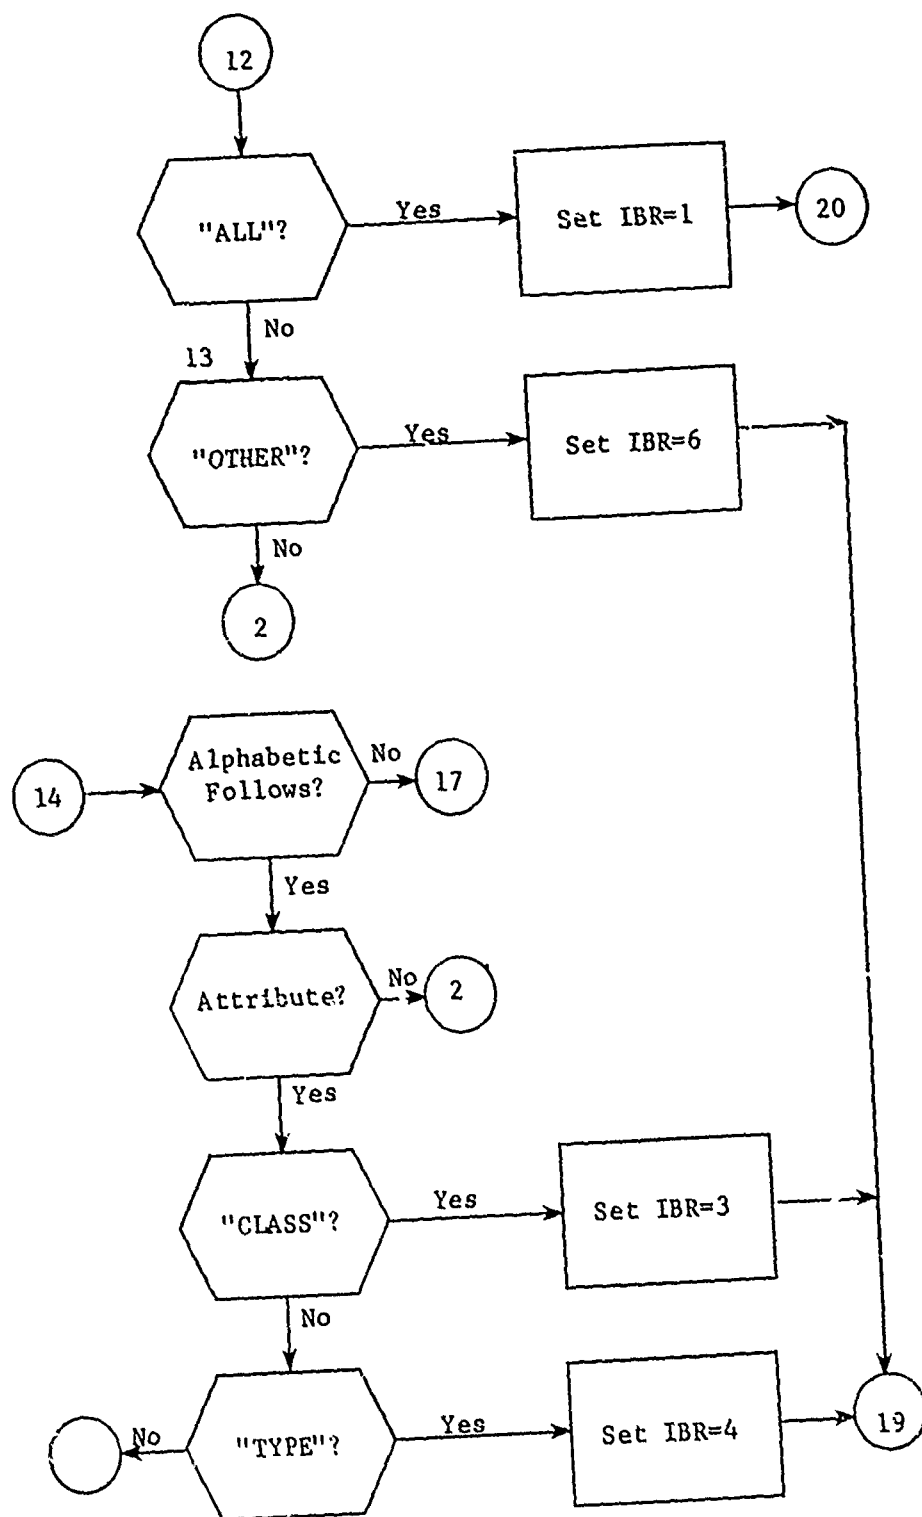 12
"ALL"?
Yes
Set IBR=1
20
No
13
"OTHER"?
Yes
Set IBR=6
No
2
14
Alphabetic
Follows?
No
17
Yes
Attribute?
No
2
Yes
"CLASS"?
Yes
Set IBR=3
No
"TYPE"?
No
Yes
Set IBR=4
19